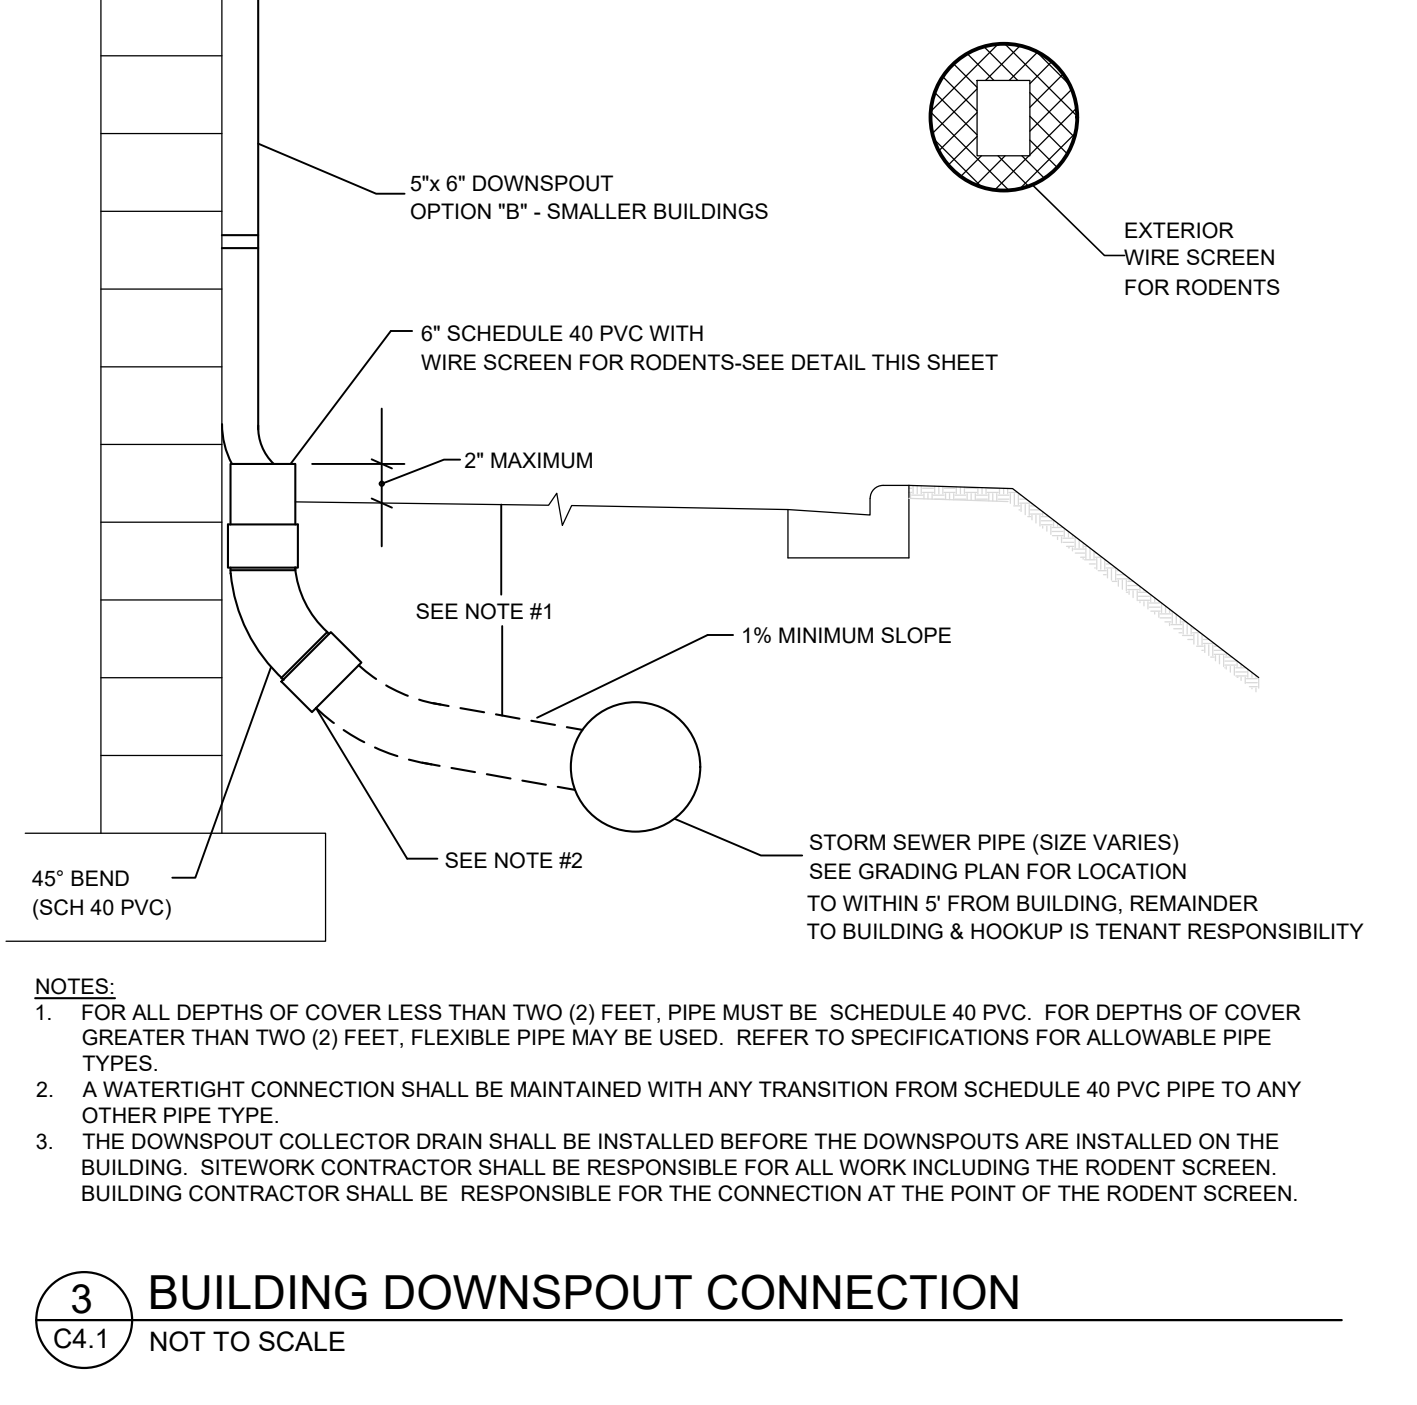 5"x 6" DOWNSPOUT
OPTION "B" - SMALLER BUILDINGS
EXTERIOR
WIRE SCREEN
FOR RODENTS
6" SCHEDULE 40 PVC WITH
WIRE SCREEN FOR RODENTS-SEE DETAIL THIS SHEET
2" MAXIMUM
SEE NOTE #1
1% MINIMUM SLOPE
SEE NOTE #2
45° BEND
(SCH 40 PVC)
STORM SEWER PIPE (SIZE VARIES)
SEE GRADING PLAN FOR LOCATION
TO WITHIN 5' FROM BUILDING, REMAINDER
TO BUILDING & HOOKUP IS TENANT RESPONSIBILITY
NOTES:
1. FOR ALL DEPTHS OF COVER LESS THAN TWO (2) FEET, PIPE MUST BE SCHEDULE 40 PVC. FOR DEPTHS OF COVER
GREATER THAN TWO (2) FEET, FLEXIBLE PIPE MAY BE USED. REFER TO SPECIFICATIONS FOR ALLOWABLE PIPE
TYPES.
2. A WATERTIGHT CONNECTION SHALL BE MAINTAINED WITH ANY TRANSITION FROM SCHEDULE 40 PVC PIPE TO ANY
OTHER PIPE TYPE.
3. THE DOWNSPOUT COLLECTOR DRAIN SHALL BE INSTALLED BEFORE THE DOWNSPOUTS ARE INSTALLED ON THE
BUILDING. SITEWORK CONTRACTOR SHALL BE RESPONSIBLE FOR ALL WORK INCLUDING THE RODENT SCREEN.
BUILDING CONTRACTOR SHALL BE RESPONSIBLE FOR THE CONNECTION AT THE POINT OF THE RODENT SCREEN.
3
C4.1
BUILDING DOWNSPOUT CONNECTION
NOT TO SCALE